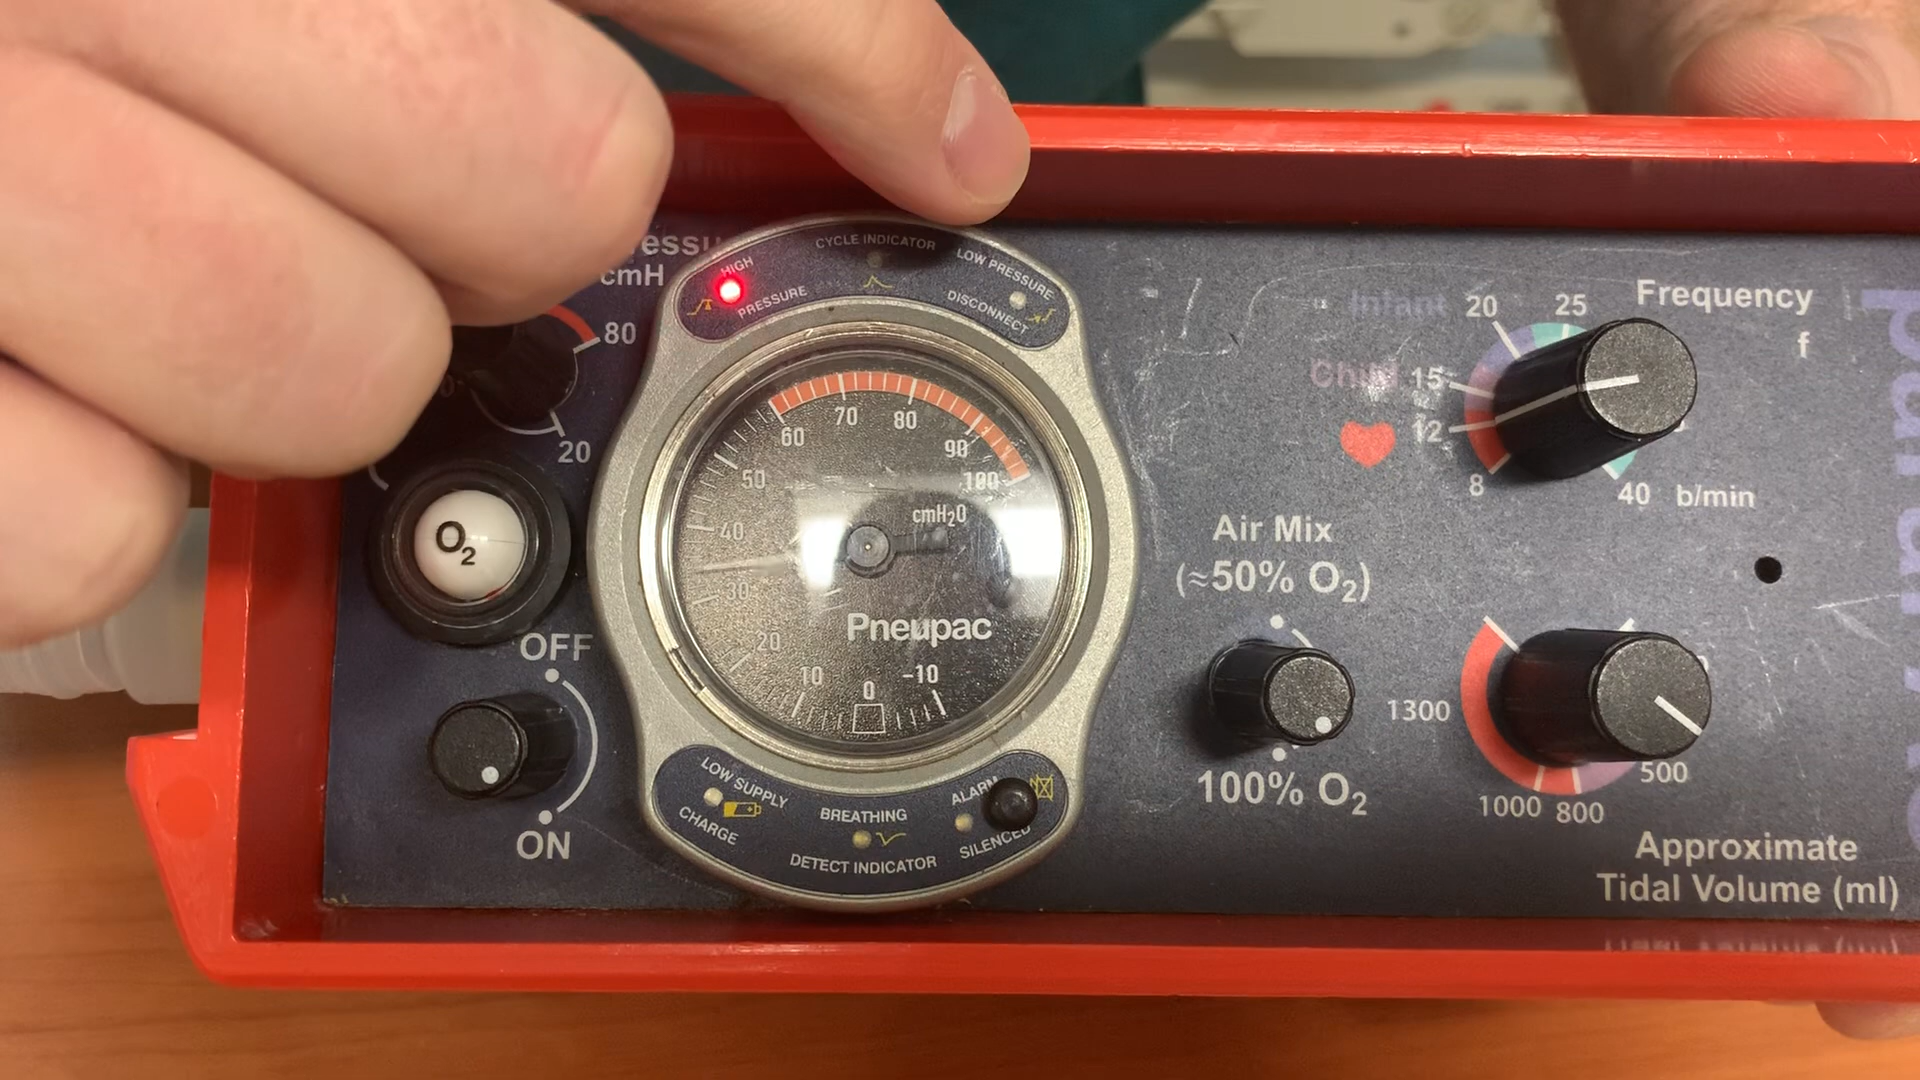 cmH
80
20
O2
OFF
ON
HIGH
PRESSURE
CYCLE INDICATOR
LOW PRESSURE
DISCONNECT
60
70
80
90
100
50
40
30
20
10
0
-10
cmH2O
Pneupac
LOW SUPPLY
CHARGE
BREATHING
DETECT INDICATOR
ALARM
SILENCED
Infant
Child
20
25
15
12
8
40 b/min
Frequency
f
Air Mix
(≈50% O2)
100% O2
1300
1000
800
500
Approximate
Tidal Volume (ml)